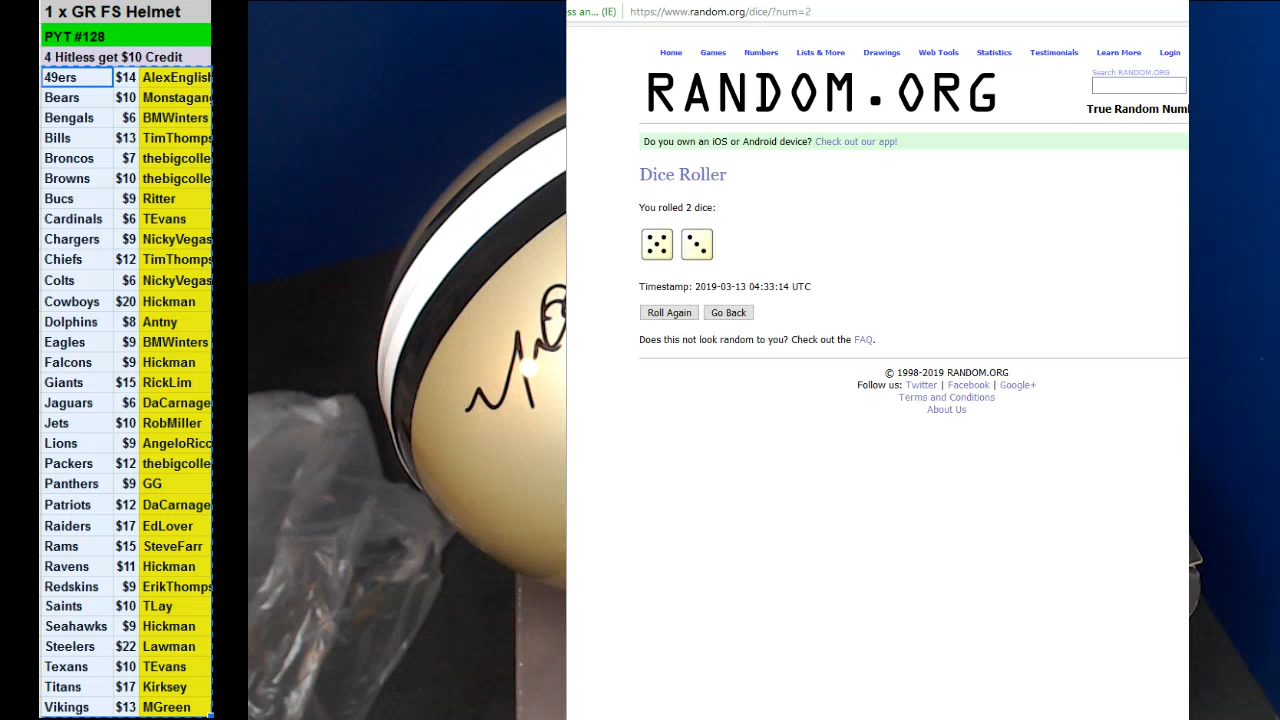 1 x GR FS Helmet
PYT #128
4 Hitless get $10 Credit
49ers $14 AlexEnglish
Bears $10 Monstagan
Bengals $6 BMWinters
Bills $13 TimThomps
Broncos $7 thebigcolle
Browns $10 thebigcolle
Bucs $9 Ritter
Cardinals $6 TEvans
Chargers $9 NickyVegas
Chiefs $12 TimThomps
Colts $6 NickyVegas
Cowboys $20 Hickman
Dolphins $8 Antny
Eagles $9 BMWinters
Falcons $9 Hickman
Giants $15 RickLim
Jaguars $6 DaCarnage
Jets $10 RobMiller
Lions $9 AngeloRicc
Packers $12 thebigcolle
Panthers $9 GG
Patriots $12 DaCarnage
Raiders $17 EdLover
Rams $15 SteveFarr
Ravens $11 Hickman
Redskins $9 ErikThomps
Saints $10 TLay
Seahawks $9 Hickman
Steelers $22 Lawman
Texans $10 TEvans
Titans $17 Kirksey
Vikings $13 MGreen
ss an... (IE) https://www.random.org/dice/?num=2
Home Games Numbers Lists & More Drawings Web Tools Statistics Testimonials Learn More Login
Search RANDOM.ORG
RANDOM.ORG
True Random Num
Do you own an iOS or Android device? Check out our app!
Dice Roller
You rolled 2 dice:
Timestamp: 2019-03-13 04:33:14 UTC
Roll Again Go Back
Does this not look random to you? Check out the FAQ.
© 1998-2019 RANDOM.ORG
Follow us: Twitter | Facebook | Google+
Terms and Conditions
About Us